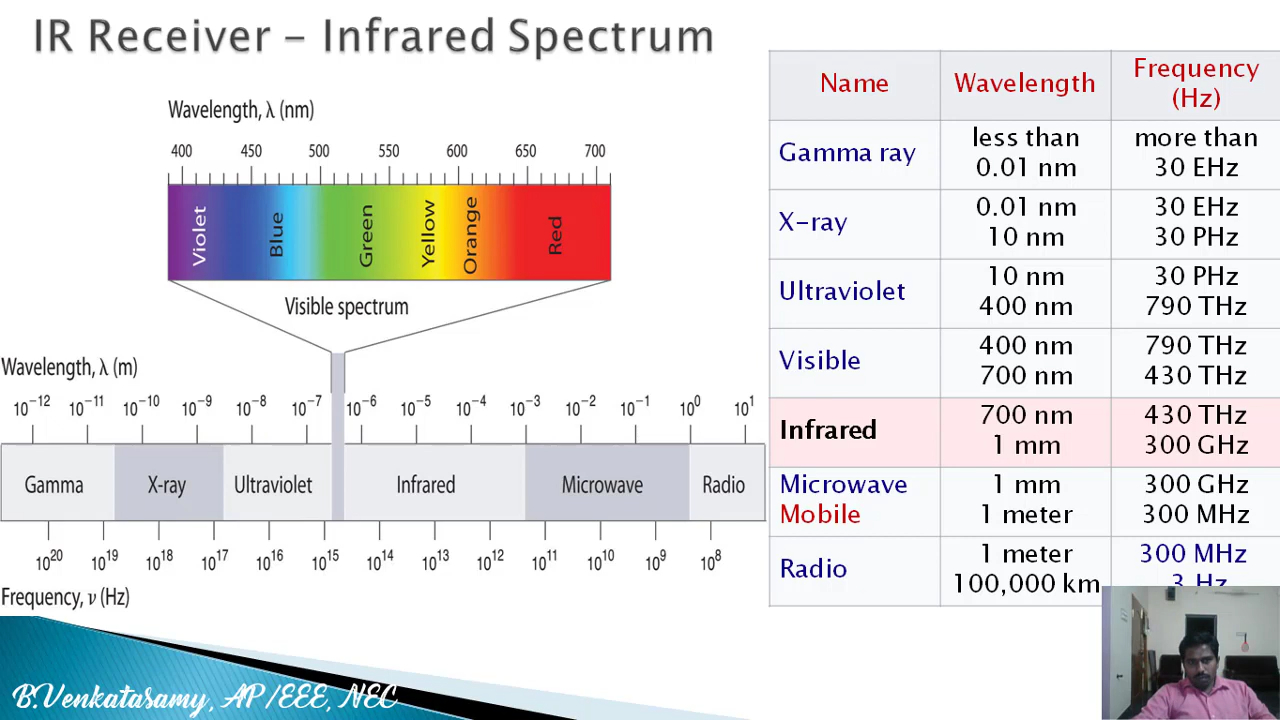 IR Receiver – Infrared Spectrum
Wavelength, λ (nm)
400 450 500 550 600 650 700
Violet Blue Green Yellow Orange Red
Visible spectrum
Wavelength, λ (m)
10⁻¹² 10⁻¹¹ 10⁻¹⁰ 10⁻⁹ 10⁻⁸ 10⁻⁷ 10⁻⁶ 10⁻⁵ 10⁻⁴ 10⁻³ 10⁻² 10⁻¹ 10⁰ 10¹
Gamma X-ray Ultraviolet Infrared Microwave Radio
10²⁰ 10¹⁹ 10¹⁸ 10¹⁷ 10¹⁶ 10¹⁵ 10¹⁴ 10¹³ 10¹² 10¹¹ 10¹⁰ 10⁹ 10⁸
Frequency, ν (Hz)
Name Wavelength Frequency
(Hz)
Gamma ray less than more than
0.01 nm 30 EHz
X-ray 0.01 nm 30 EHz
10 nm 30 PHz
Ultraviolet 10 nm 30 PHz
400 nm 790 THz
Visible 400 nm 790 THz
700 nm 430 THz
Infrared 700 nm 430 THz
1 mm 300 GHz
Microwave 1 mm 300 GHz
Mobile 1 meter 300 MHz
Radio 1 meter 300 MHz
100,000 km 3 Hz
B.Venkatasamy, AP/EEE, NEC